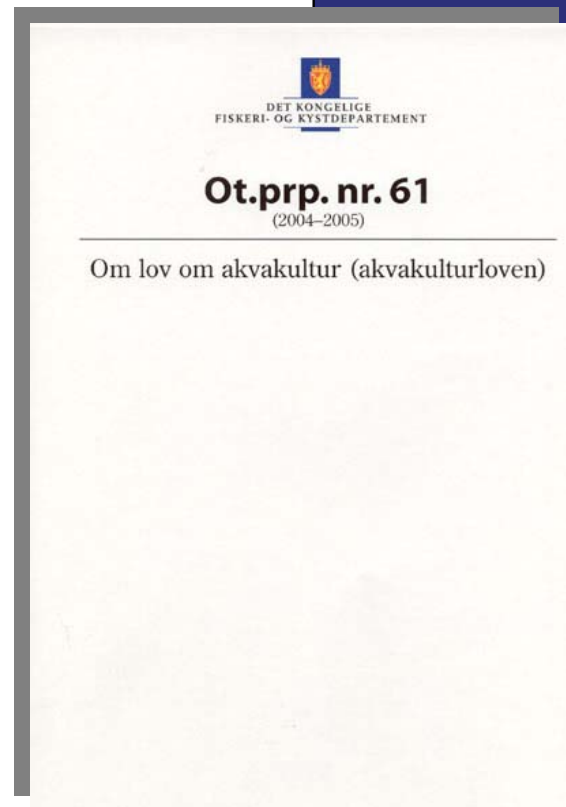 DET KONGELIGE
FISKERI- OG KYSTDEPARTEMENT
Ot.prp. nr. 61
(2004–2005)
Om lov om akvakultur (akvakulturloven)